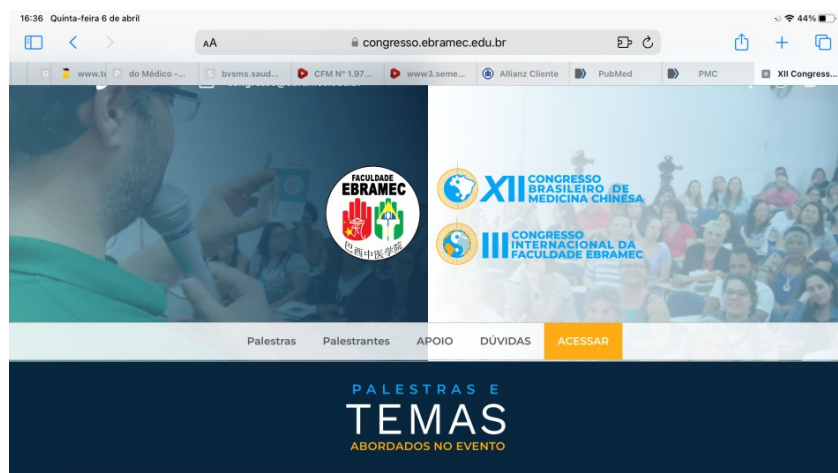 16:36 Quinta-feira 6 de abril
44%
AA
congresso.ebramec.edu.br
do Médico -...
bvsms.saud...
CFM Nº 1.97...
www3.seme...
Allianz Cliente
PubMed
PMC
XII Congress...
FACULDADE
EBRAMEC
巴西中医学院
XII CONGRESSO
BRASILEIRO DE
MEDICINA CHINESA
III CONGRESSO
INTERNACIONAL DA
FACULDADE EBRAMEC
Palestras
Palestrantes
APOIO
DÚVIDAS
ACESSAR
PALESTRAS E
TEMAS
ABORDADOS NO EVENTO